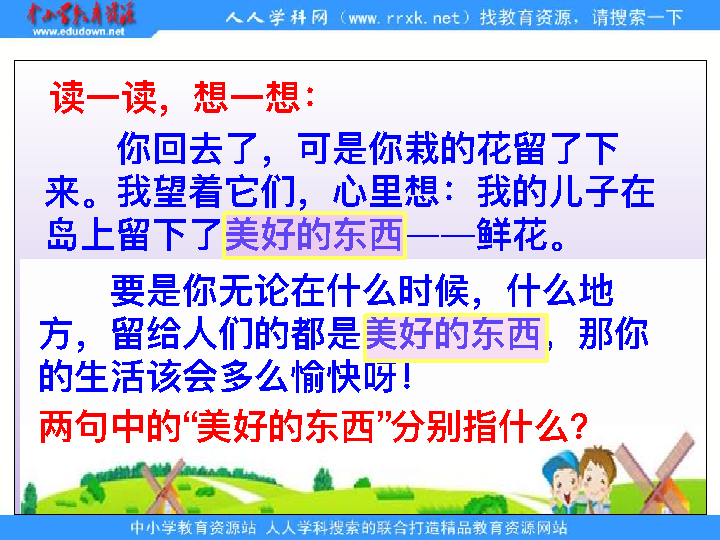 中小学教育资源
www.edudown.net
人人学科网（www.rrxk.net）找教育资源，请搜索一下
读一读，想一想：
你回去了，可是你栽的花留了下
来。我望着它们，心里想：我的儿子在
岛上留下了美好的东西——鲜花。
要是你无论在什么时候，什么地
方，留给人们的都是美好的东西，那你
的生活该会多么愉快呀！
两句中的“美好的东西”分别指什么？
中小学教育资源站 人人学科搜索的联合打造精品教育资源网站